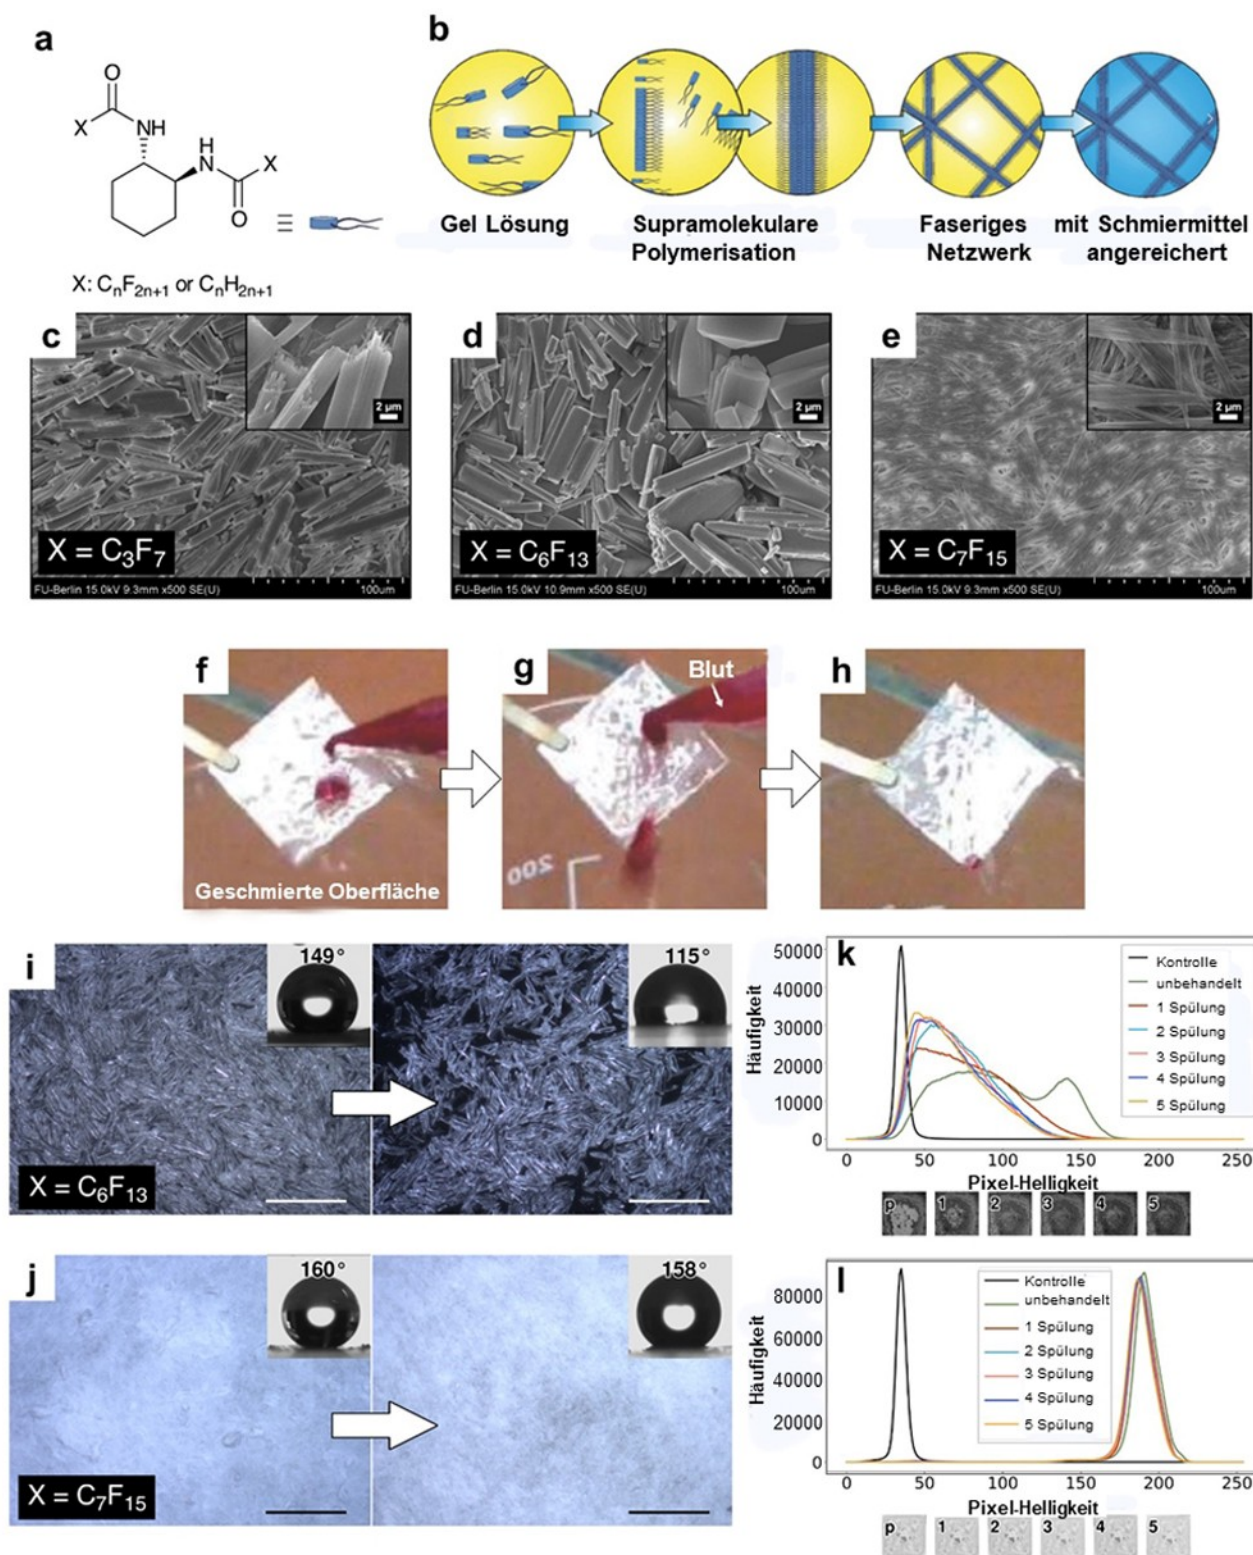 a
O
X
NH
H
N
X
O
≡
X: CₙF₂ₙ₊₁ or CₙH₂ₙ₊₁
b
Gel Lösung
Supramolekulare
Polymerisation
Faseriges
Netzwerk
mit Schmiermittel
angereichert
c
2 µm
X = C₃F₇
FU-Berlin 15.0kV 9.3mm x500 SE(U) 100um
d
2 µm
X = C₆F₁₃
FU-Berlin 15.0kV 10.9mm x500 SE(U) 100um
e
2 µm
X = C₇F₁₅
FU-Berlin 15.0kV 9.3mm x500 SE(U) 100um
f
Geschmierte Oberfläche
g
Blut
200
h
i
149°
115°
X = C₆F₁₃
j
160°
158°
X = C₇F₁₅
k
Häufigkeit
50000
40000
30000
20000
10000
0
Kontrolle
unbehandelt
1 Spülung
2 Spülung
3 Spülung
4 Spülung
5 Spülung
0 50 100 150 200 250
Pixel-Helligkeit
p 1 2 3 4 5
l
Häufigkeit
80000
60000
40000
20000
0
Kontrolle
unbehandelt
1 Spülung
2 Spülung
3 Spülung
4 Spülung
5 Spülung
0 50 100 150 200 250
Pixel-Helligkeit
p 1 2 3 4 5